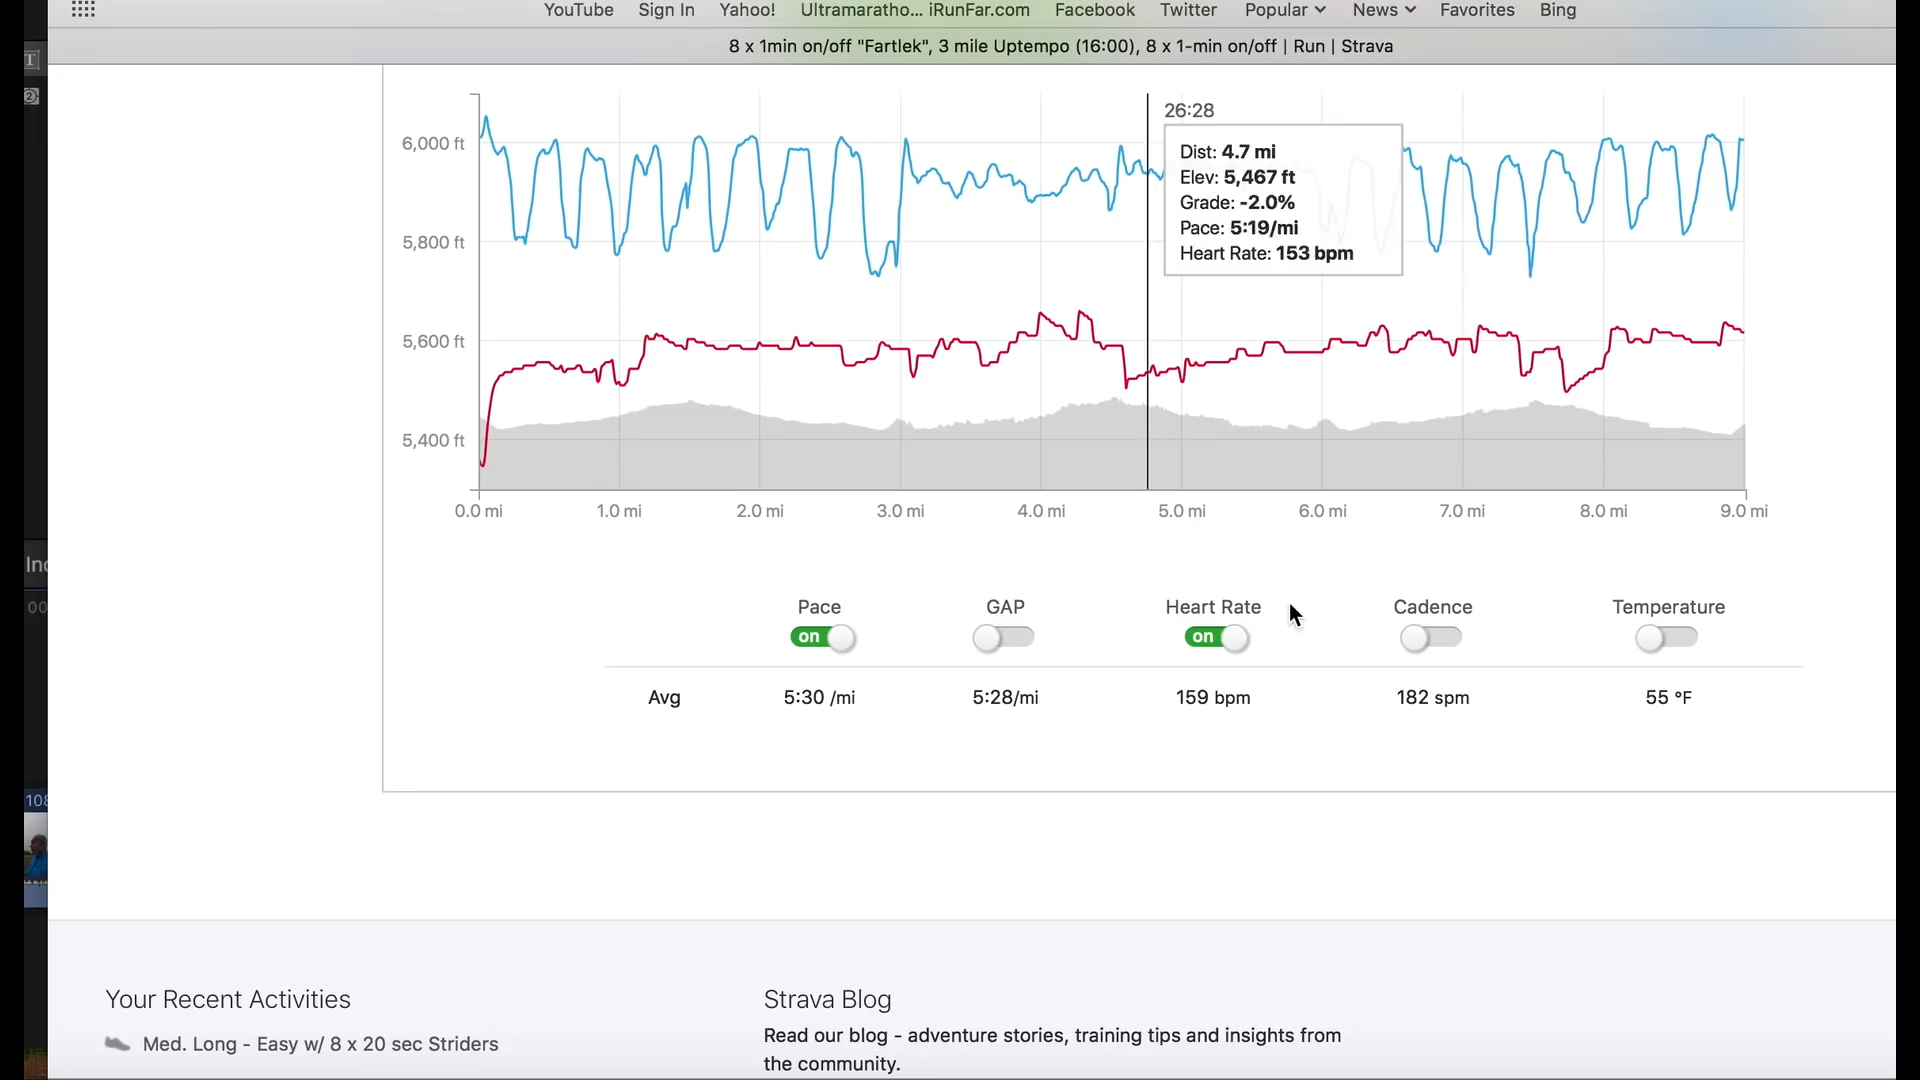 YouTube Sign In Yahoo! Ultramaratho... iRunFar.com Facebook Twitter Popular News Favorites Bing
8 x 1min on/off "Fartlek", 3 mile Uptempo (16:00), 8 x 1-min on/off | Run | Strava
T
2
26:28
6,000 ft
Dist: 4.7 mi
Elev: 5,467 ft
Grade: -2.0%
Pace: 5:19/mi
Heart Rate: 153 bpm
5,800 ft
5,600 ft
5,400 ft
0.0 mi 1.0 mi 2.0 mi 3.0 mi 4.0 mi 5.0 mi 6.0 mi 7.0 mi 8.0 mi 9.0 mi
00
Pace GAP Heart Rate Cadence Temperature
on on
Avg 5:30 /mi 5:28/mi 159 bpm 182 spm 55 °F
Your Recent Activities
Med. Long - Easy w/ 8 x 20 sec Striders
Strava Blog
Read our blog - adventure stories, training tips and insights from
the community.